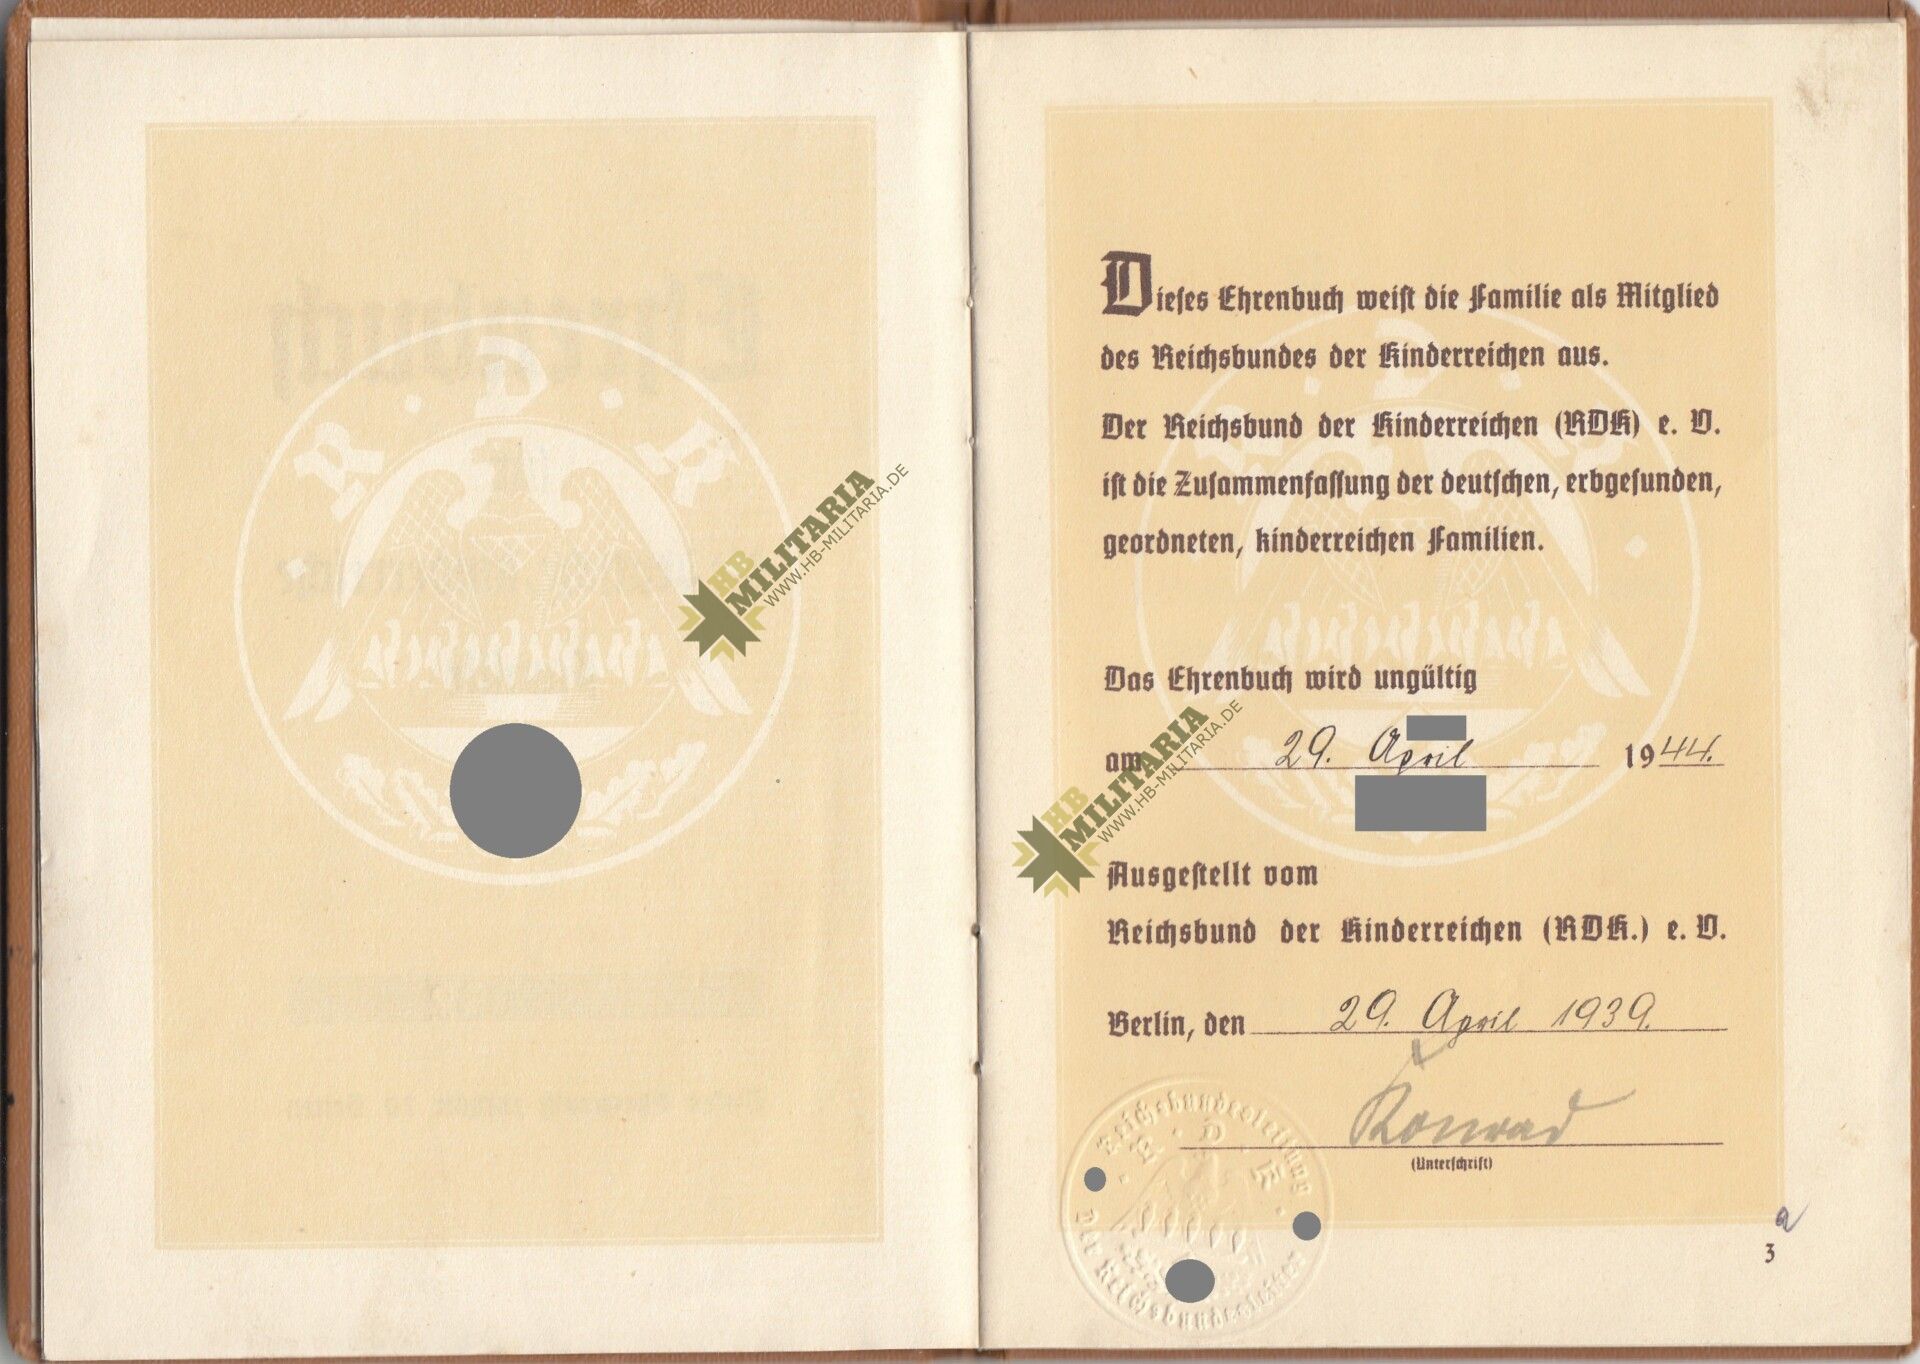 R · D · K
HB
MILITARIA
WWW.HB-MILITARIA.DE
Dieses Ehrenbuch weist die Familie als Mitglied
des Reichsbundes der Kinderreichen aus.
Der Reichsbund der Kinderreichen (RDK) e. V.
ist die Zusammenfassung der deutschen, erbgesunden,
geordneten, kinderreichen Familien.
Das Ehrenbuch wird ungültig
am 29. April 1944.
HB
MILITARIA
WWW.HB-MILITARIA.DE
Ausgestellt vom
Reichsbund der Kinderreichen (RDK.) e. V.
Berlin, den 29. April 1939.
Konrad
(Unterschrift)
Reichsbundesleitung
R · D · K
Der Reichsbundesleiter
a
3